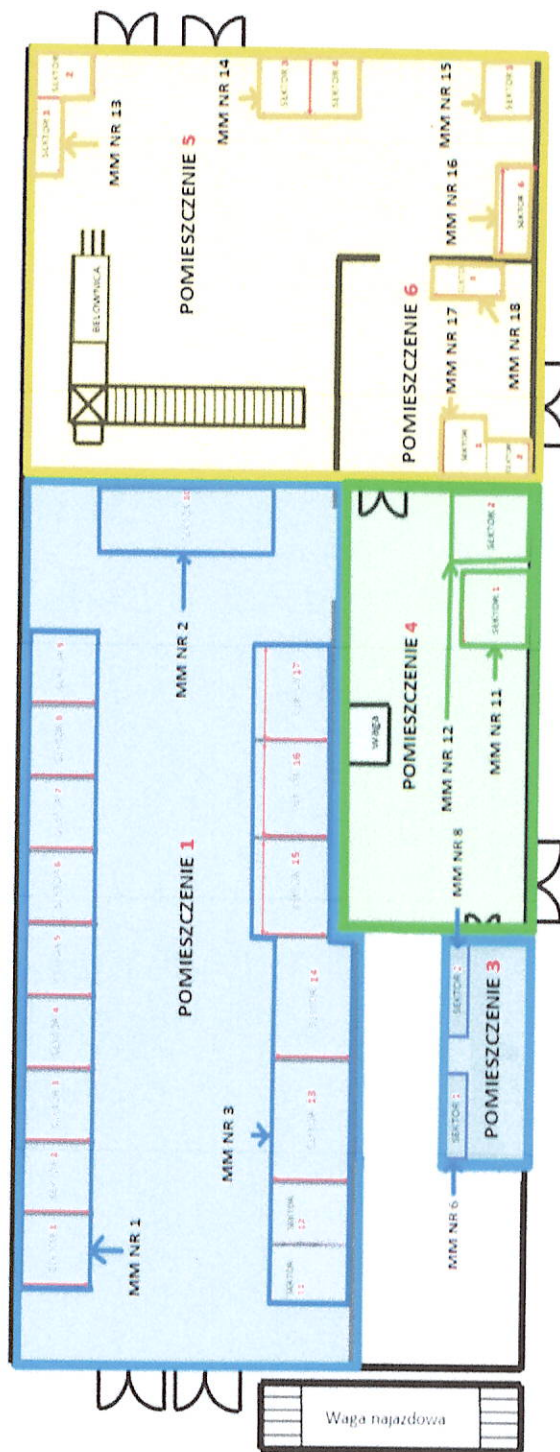 SEKTOR 1
SEKTOR 2
MM NR 13
MM NR 14
SEKTOR 3
SEKTOR 4
MM NR 15
MM NR 16
SEKTOR 6
POMIESZCZENIE 5
BELOWNICA
POMIESZCZENIE 6
MM NR 17
MM NR 18
SEKTOR
SEKTOR 2
SEKTOR 10
MM NR 2
SEKTOR 9
SEKTOR 8
SEKTOR 7
SEKTOR 6
SEKTOR 5
SEKTOR 4
SEKTOR 3
SEKTOR 2
SEKTOR 1
MM NR 1
POMIESZCZENIE 1
17
16
15
SEKTOR 14
SEKTOR 13
SEKTOR 12
SEKTOR 11
MM NR 3
POMIESZCZENIE 4
waga
SEKTOR 2
SEKTOR 1
MM NR 12
MM NR 11
MM NR 8
SEKTOR 2
SEKTOR 1
POMIESZCZENIE 3
MM NR 6
Waga najazdowa